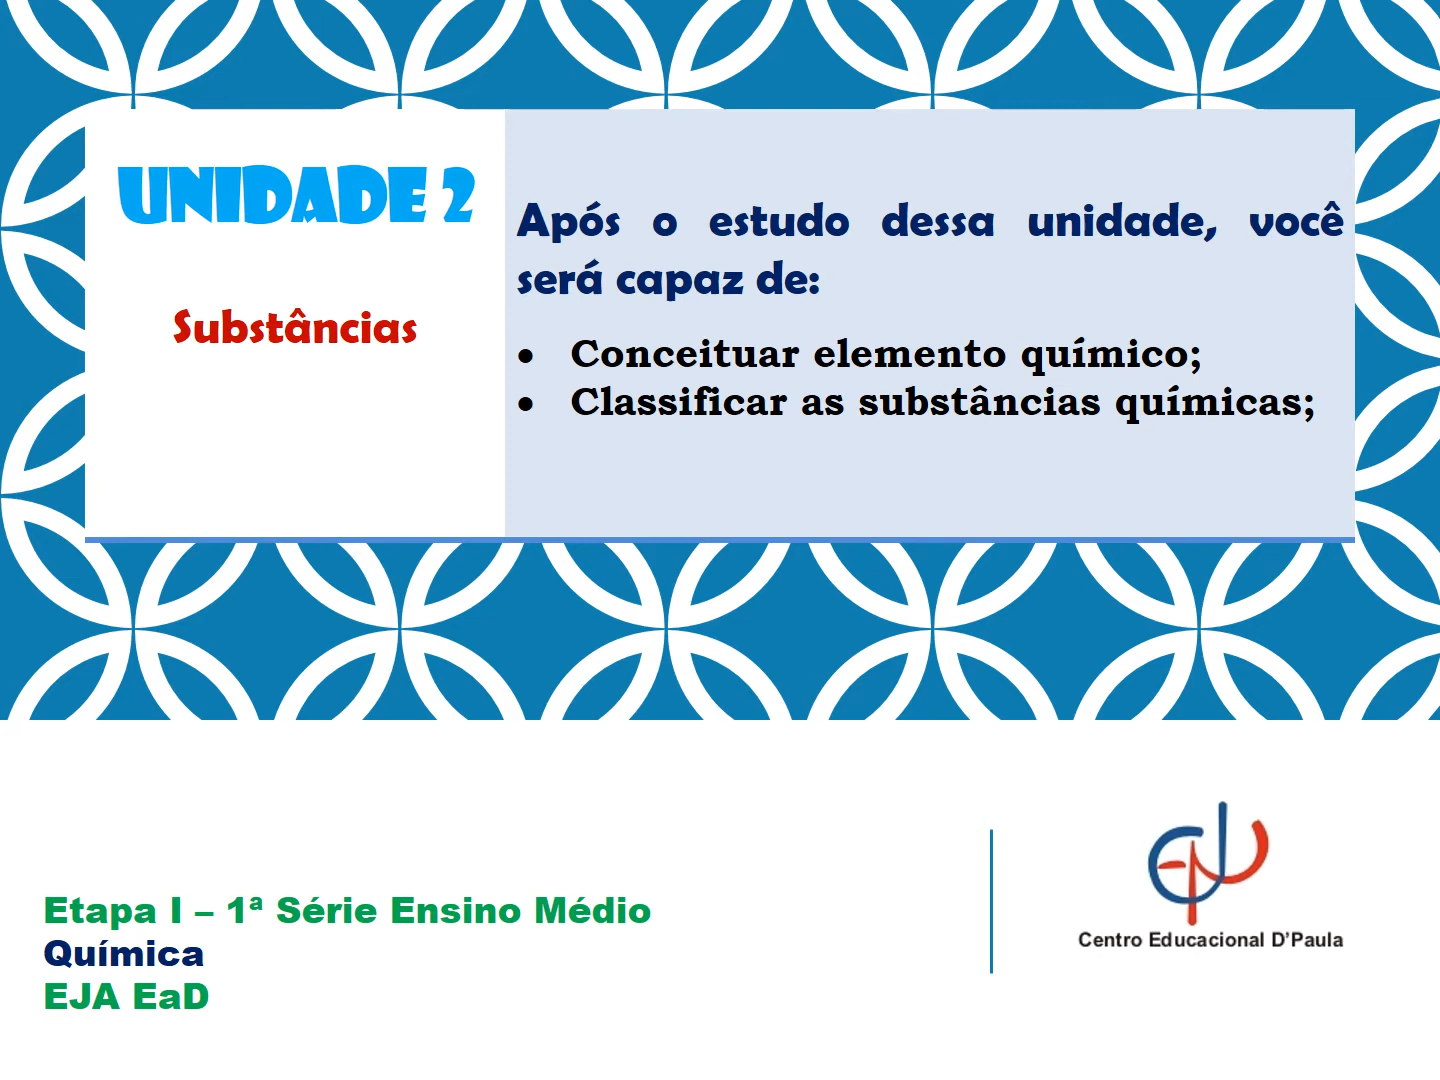 UNIDADE 2
Substâncias
Após o estudo dessa unidade, você
será capaz de:
• Conceituar elemento químico;
• Classificar as substâncias químicas;
Etapa I – 1ª Série Ensino Médio
Química
EJA EaD
Centro Educacional D'Paula